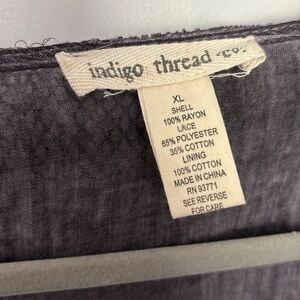 indigo thread co.
XL
SHELL
100% RAYON
LACE
65% POLYESTER
35% COTTON
LINING
100% COTTON
MADE IN CHINA
RN 93771
SEE REVERSE
FOR CARE